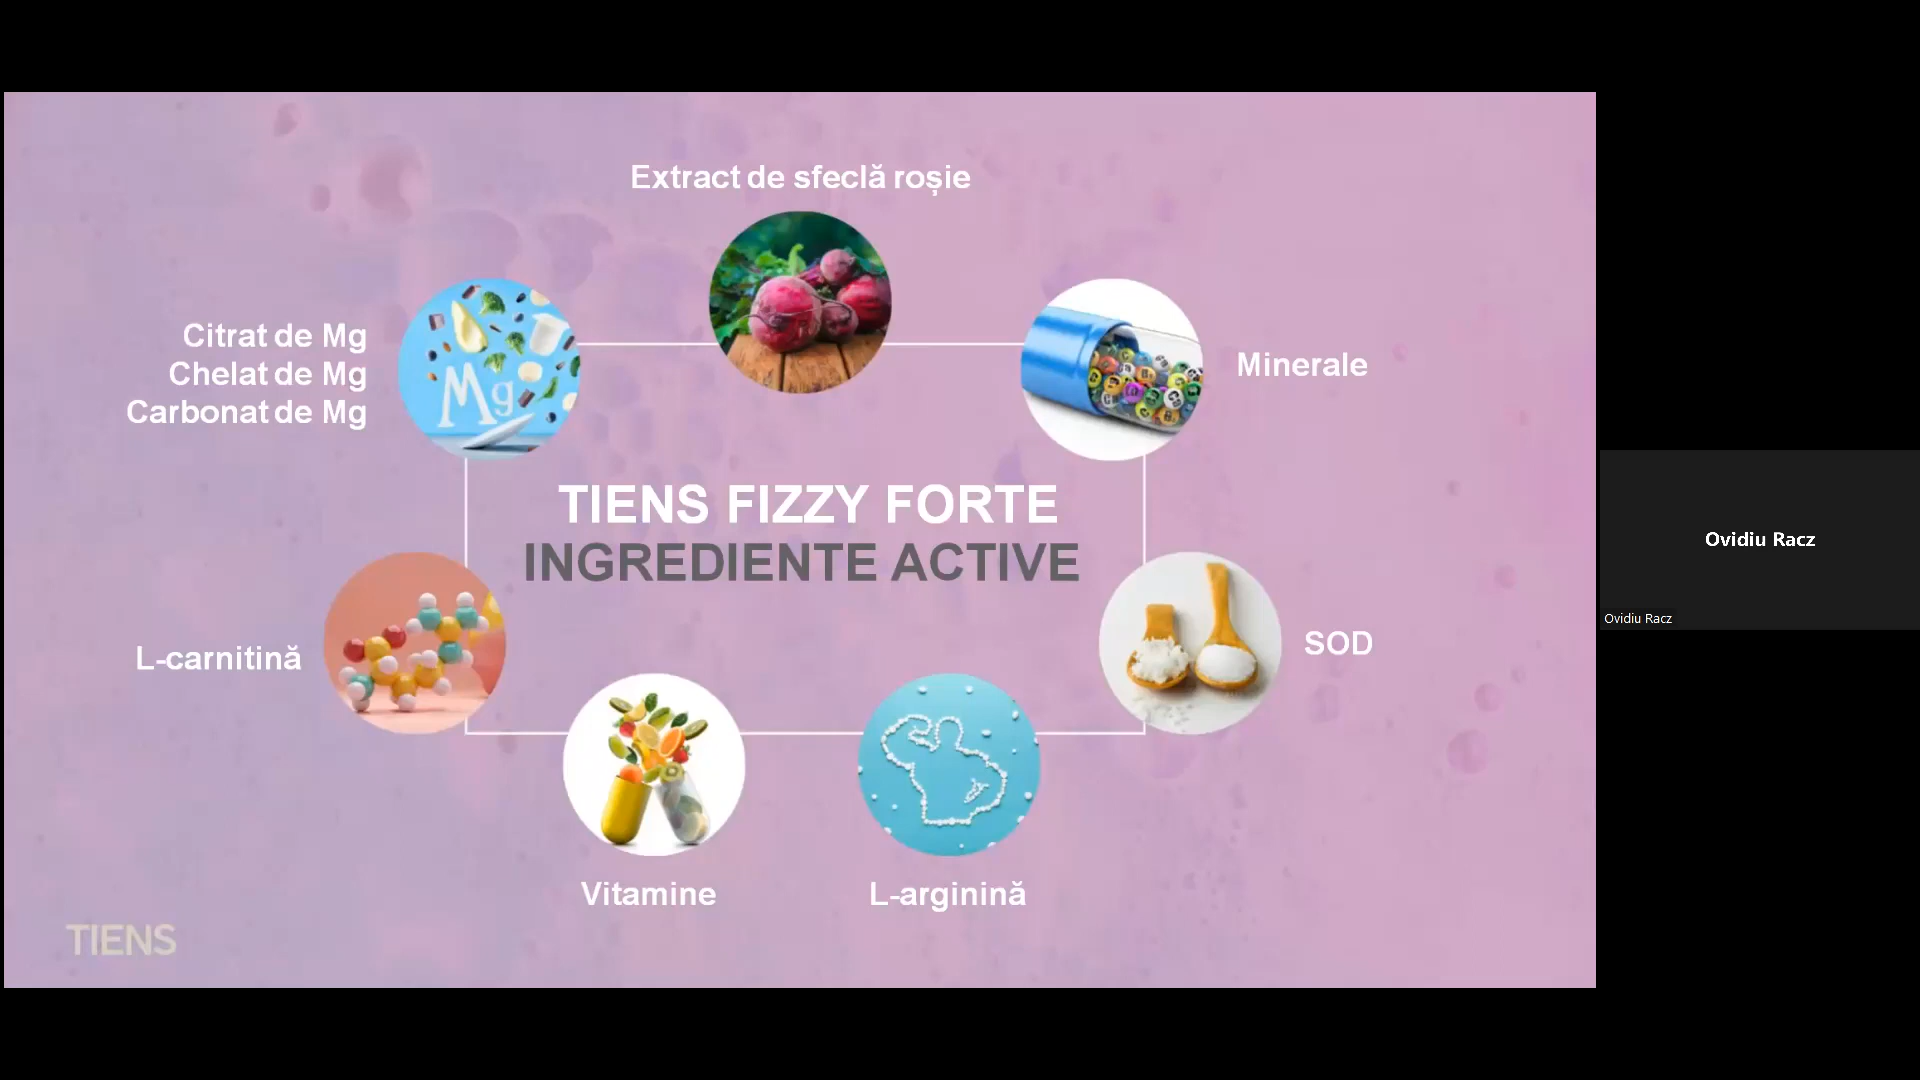 Extract de sfeclă roșie
Citrat de Mg
Chelat de Mg
Carbonat de Mg
Mg
Minerale
TIENS FIZZY FORTE
INGREDIENTE ACTIVE
L-carnitină
SOD
Vitamine
L-arginină
TIENS
Ovidiu Racz
Ovidiu Racz